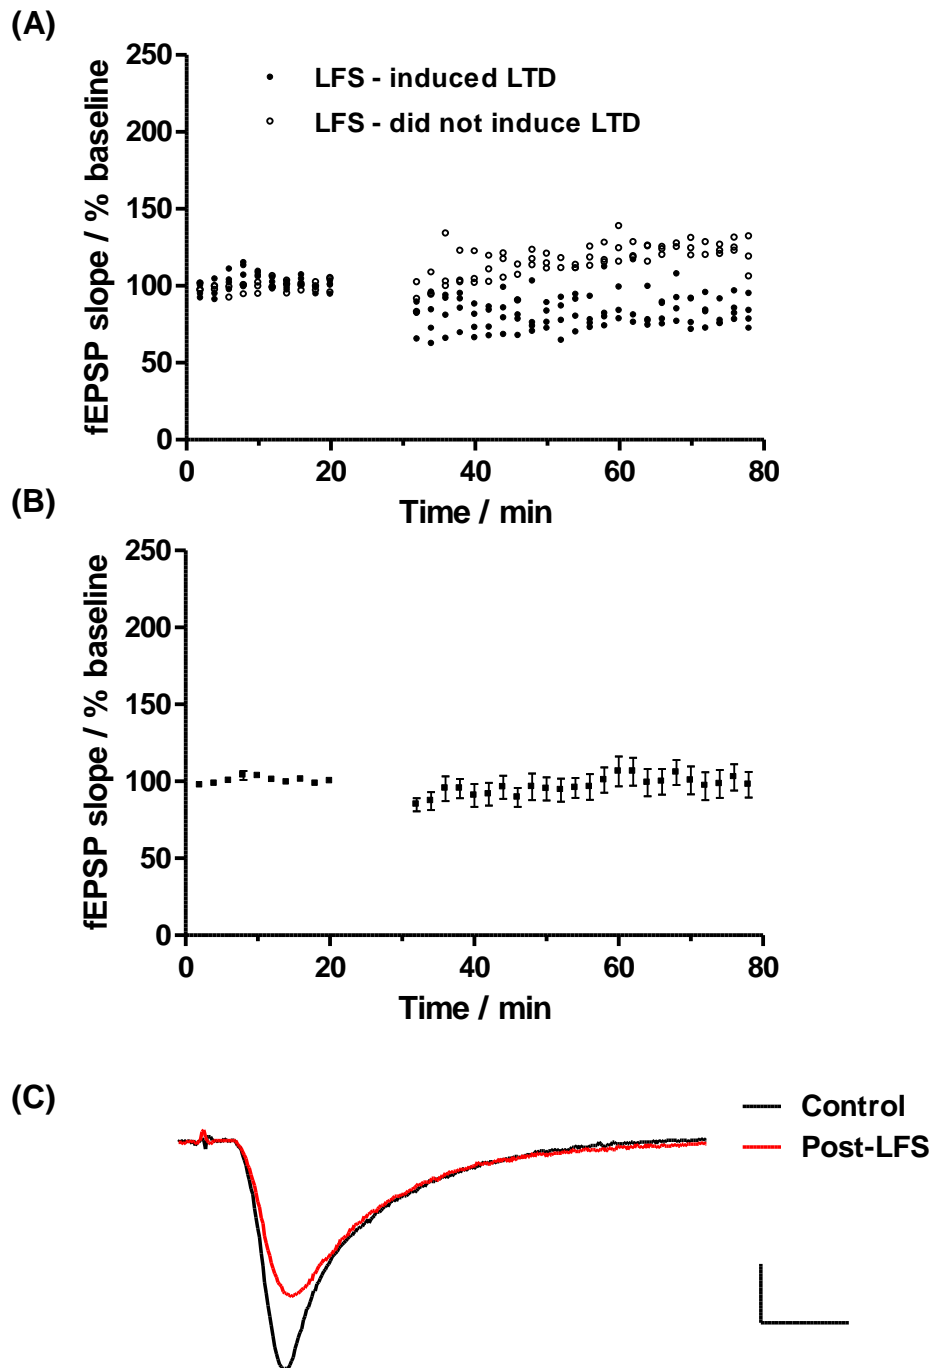 (A)
250
200
150
100
50
0
fEPSP slope / % baseline
LFS - induced LTD
LFS - did not induce LTD
0 20 40 60 80
Time / min
(B)
250
200
150
100
50
0
fEPSP slope / % baseline
0 20 40 60 80
Time / min
(C)
Control
Post-LFS